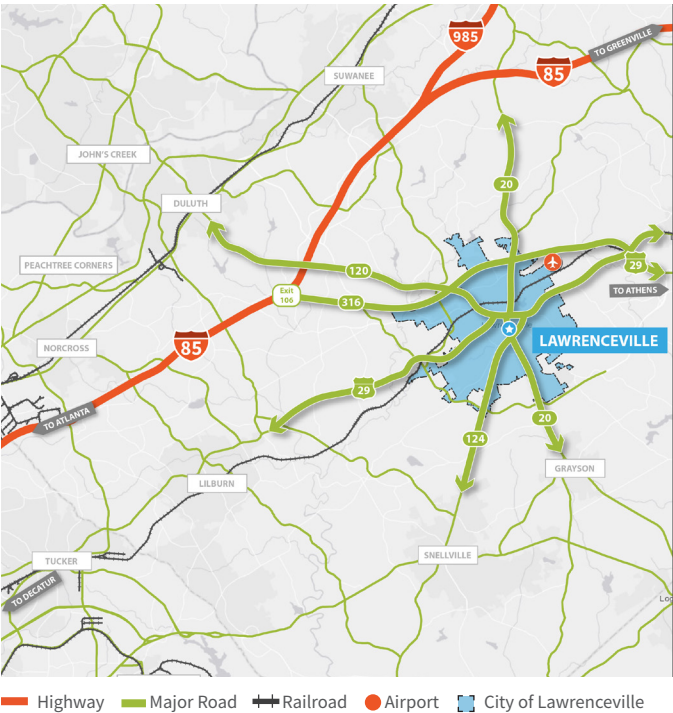 985
TO GREENVILLE
85
SUWANEE
JOHN'S CREEK
20
DULUTH
PEACHTREE CORNERS
120
29
TO ATHENS
Exit
106
316
LAWRENCEVILLE
85
NORCROSS
29
TO ATLANTA
20
124
GRAYSON
LILBURN
SNELLVILLE
TUCKER
TO DECATUR
Highway Major Road Railroad Airport City of Lawrenceville